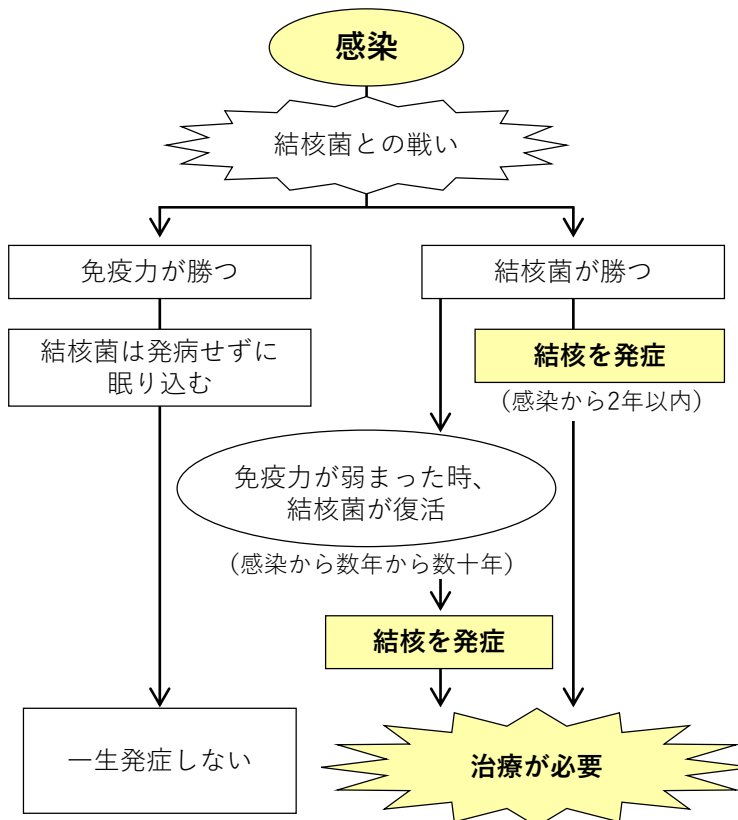 感染
結核菌との戦い
免疫力が勝つ
結核菌が勝つ
結核菌は発病せずに
眠り込む
結核を発症
(感染から2年以内)
免疫力が弱まった時、
結核菌が復活
(感染から数年から数十年)
結核を発症
一生発症しない
治療が必要